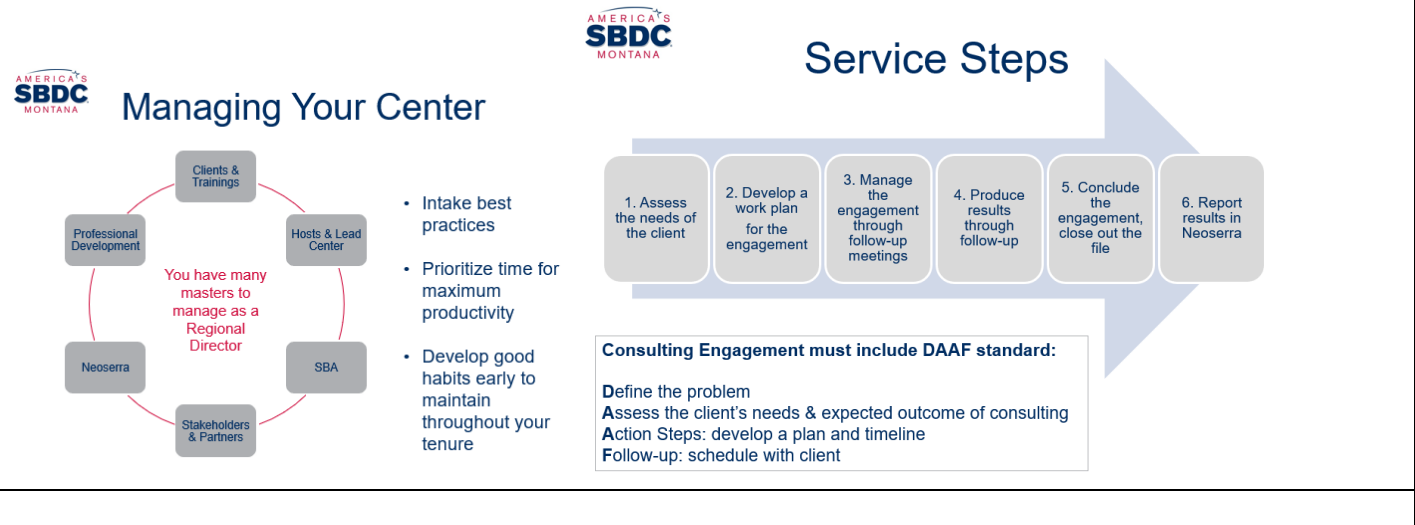 AMERICA'S
SBDC
MONTANA
Managing Your Center
Clients &
Trainings
Hosts & Lead
Center
SBA
Stakeholders
& Partners
Neoserra
Professional
Development
You have many
masters to
manage as a
Regional
Director
• Intake best
practices
• Prioritize time for
maximum
productivity
• Develop good
habits early to
maintain
throughout your
tenure
AMERICA'S
SBDC
MONTANA
Service Steps
1. Assess
the needs of
the client
2. Develop a
work plan
for the
engagement
3. Manage
the
engagement
through
follow-up
meetings
4. Produce
results
through
follow-up
5. Conclude
the
engagement,
close out the
file
6. Report
results in
Neoserra
Consulting Engagement must include DAAF standard:
Define the problem
Assess the client's needs & expected outcome of consulting
Action Steps: develop a plan and timeline
Follow-up: schedule with client